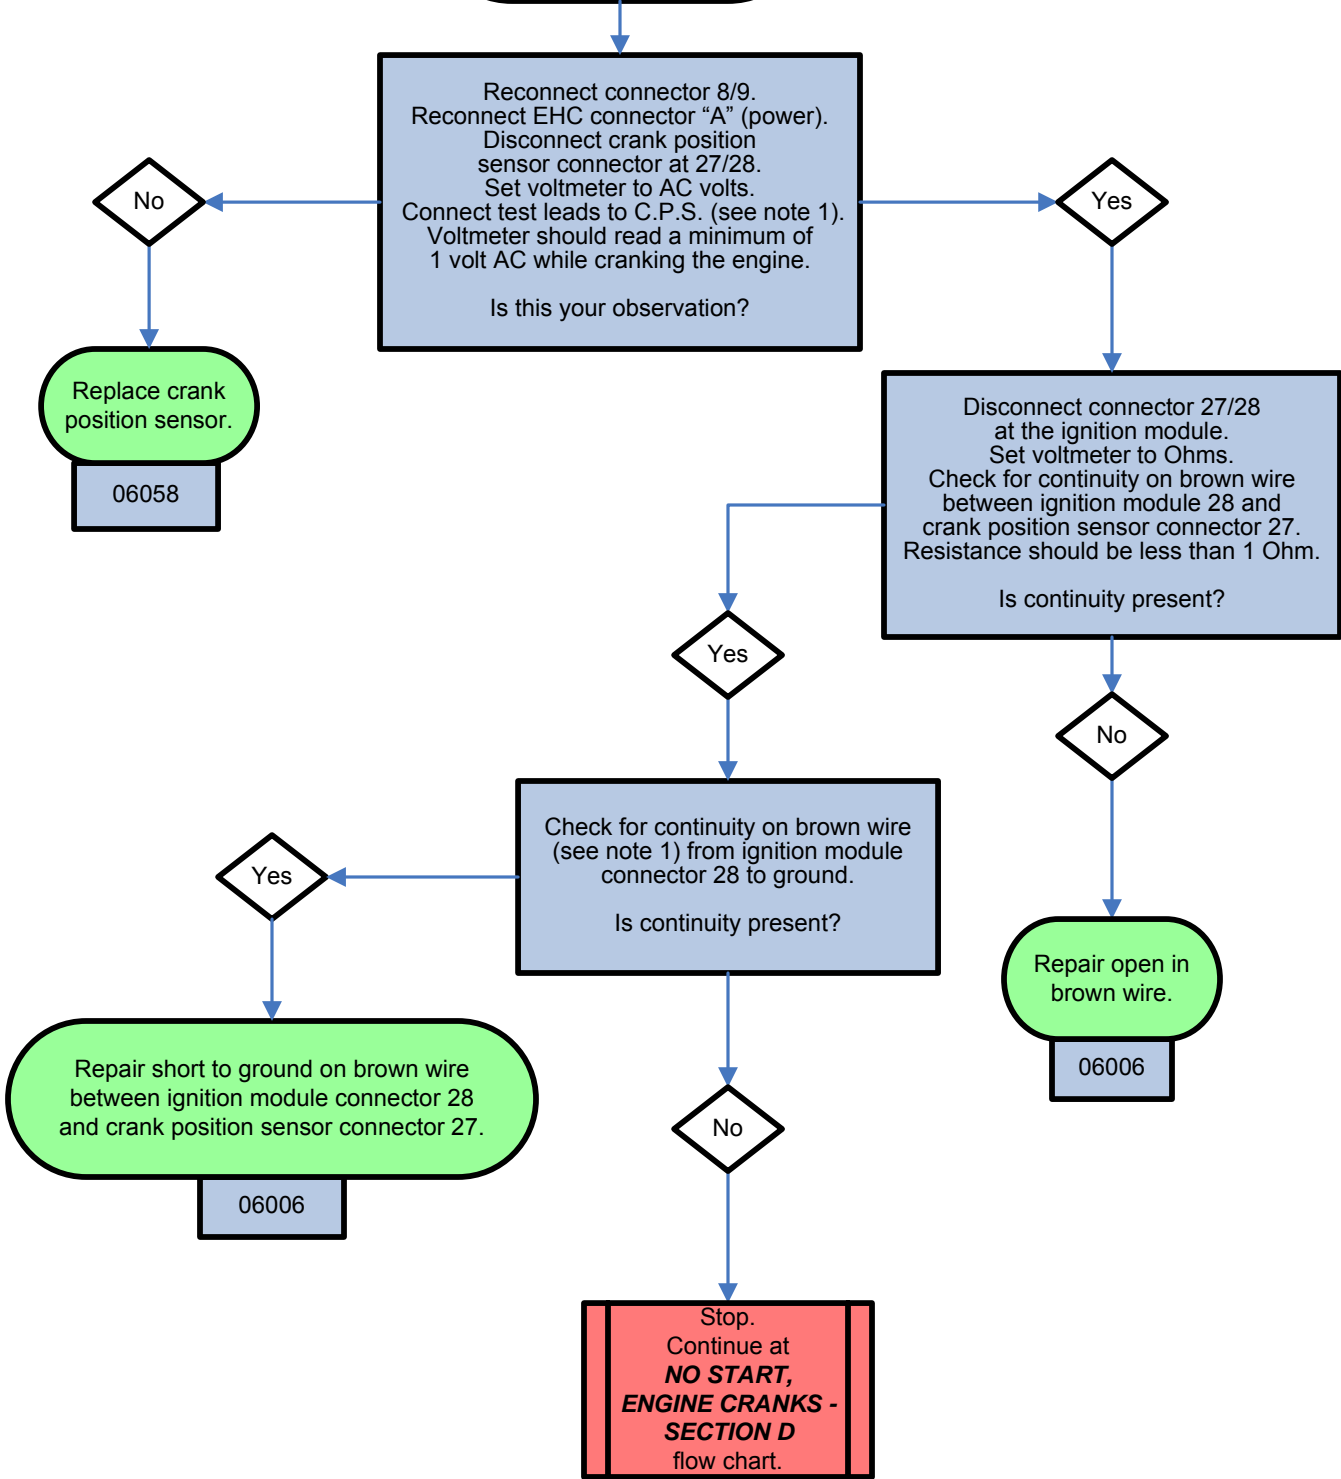 Reconnect connector 8/9.
Reconnect EHC connector “A” (power).
Disconnect crank position
sensor connector at 27/28.
Set voltmeter to AC volts.
Connect test leads to C.P.S. (see note 1).
Voltmeter should read a minimum of
1 volt AC while cranking the engine.
Is this your observation?
No
Yes
Replace crank
position sensor.
06058
Disconnect connector 27/28
at the ignition module.
Set voltmeter to Ohms.
Check for continuity on brown wire
between ignition module 28 and
crank position sensor connector 27.
Resistance should be less than 1 Ohm.
Is continuity present?
Yes
No
Check for continuity on brown wire
(see note 1) from ignition module
connector 28 to ground.
Is continuity present?
Yes
Repair open in
brown wire.
06006
Repair short to ground on brown wire
between ignition module connector 28
and crank position sensor connector 27.
06006
No
Stop.
Continue at
NO START,
ENGINE CRANKS -
SECTION D
flow chart.